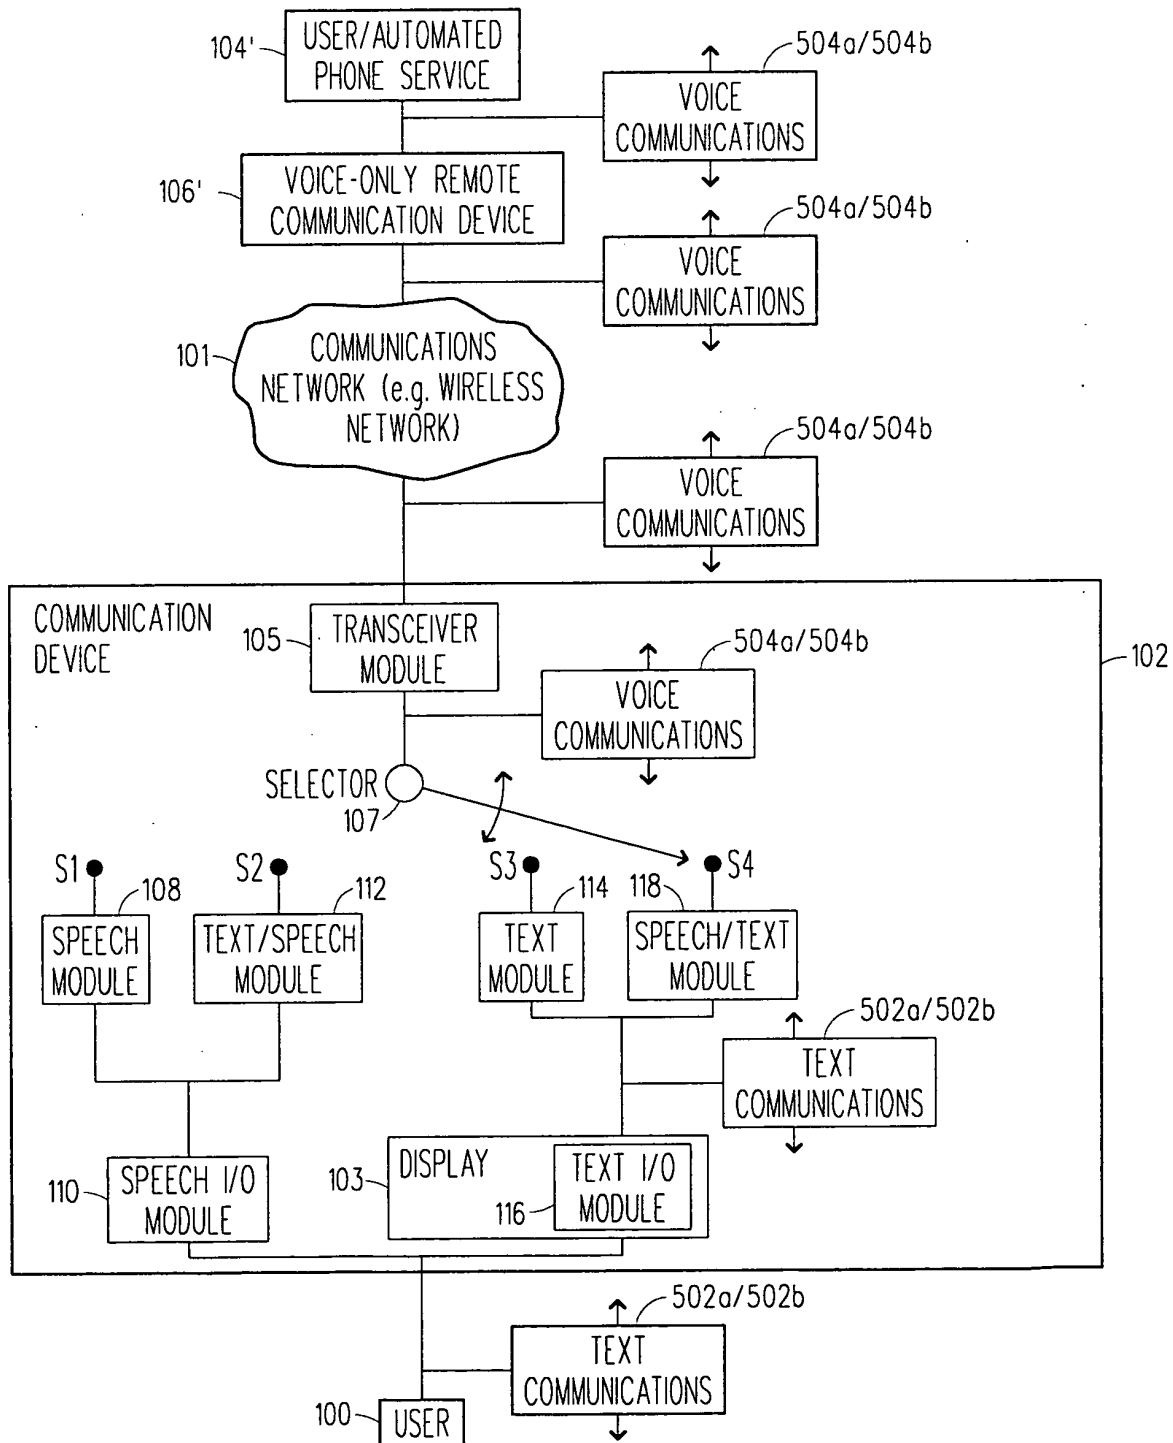 104'
USER/AUTOMATED
PHONE SERVICE
504a/504b
VOICE
COMMUNICATIONS
106'
VOICE-ONLY REMOTE
COMMUNICATION DEVICE
504a/504b
VOICE
COMMUNICATIONS
101
COMMUNICATIONS
NETWORK (e.g. WIRELESS
NETWORK)
504a/504b
VOICE
COMMUNICATIONS
COMMUNICATION
DEVICE
102
105
TRANSCEIVER
MODULE
504a/504b
VOICE
COMMUNICATIONS
SELECTOR
107
S1
S2
S3
S4
108
SPEECH
MODULE
112
TEXT/SPEECH
MODULE
114
TEXT
MODULE
118
SPEECH/TEXT
MODULE
502a/502b
TEXT
COMMUNICATIONS
110
SPEECH I/O
MODULE
103
DISPLAY
116
TEXT I/O
MODULE
502a/502b
TEXT
COMMUNICATIONS
100
USER